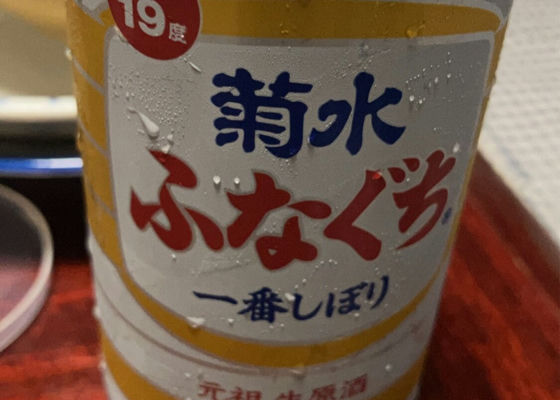 19度
菊水
ふなぐち
一番しぼり
元祖生原酒